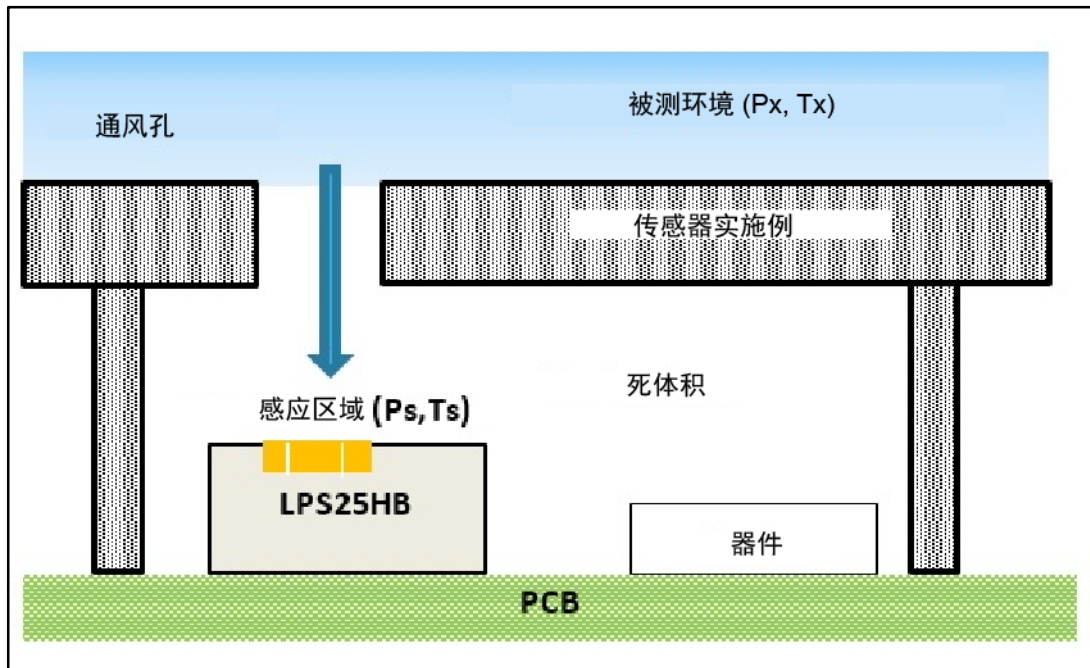 被测环境 (Px, Tx)
通风孔
传感器实施例
死体积
感应区域 (Ps,Ts)
LPS25HB
器件
PCB